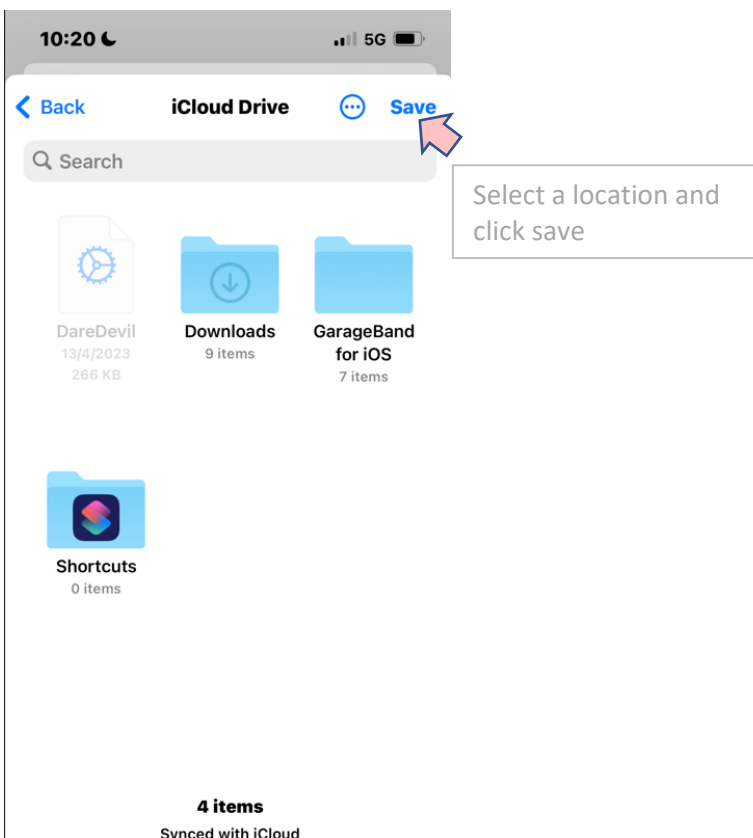 10:20 5G
Back iCloud Drive Save
Search
Select a location and
click save
DareDevil
13/4/2023
266 KB
Downloads
9 items
GarageBand
for iOS
7 items
Shortcuts
0 items
4 items
Synced with iCloud